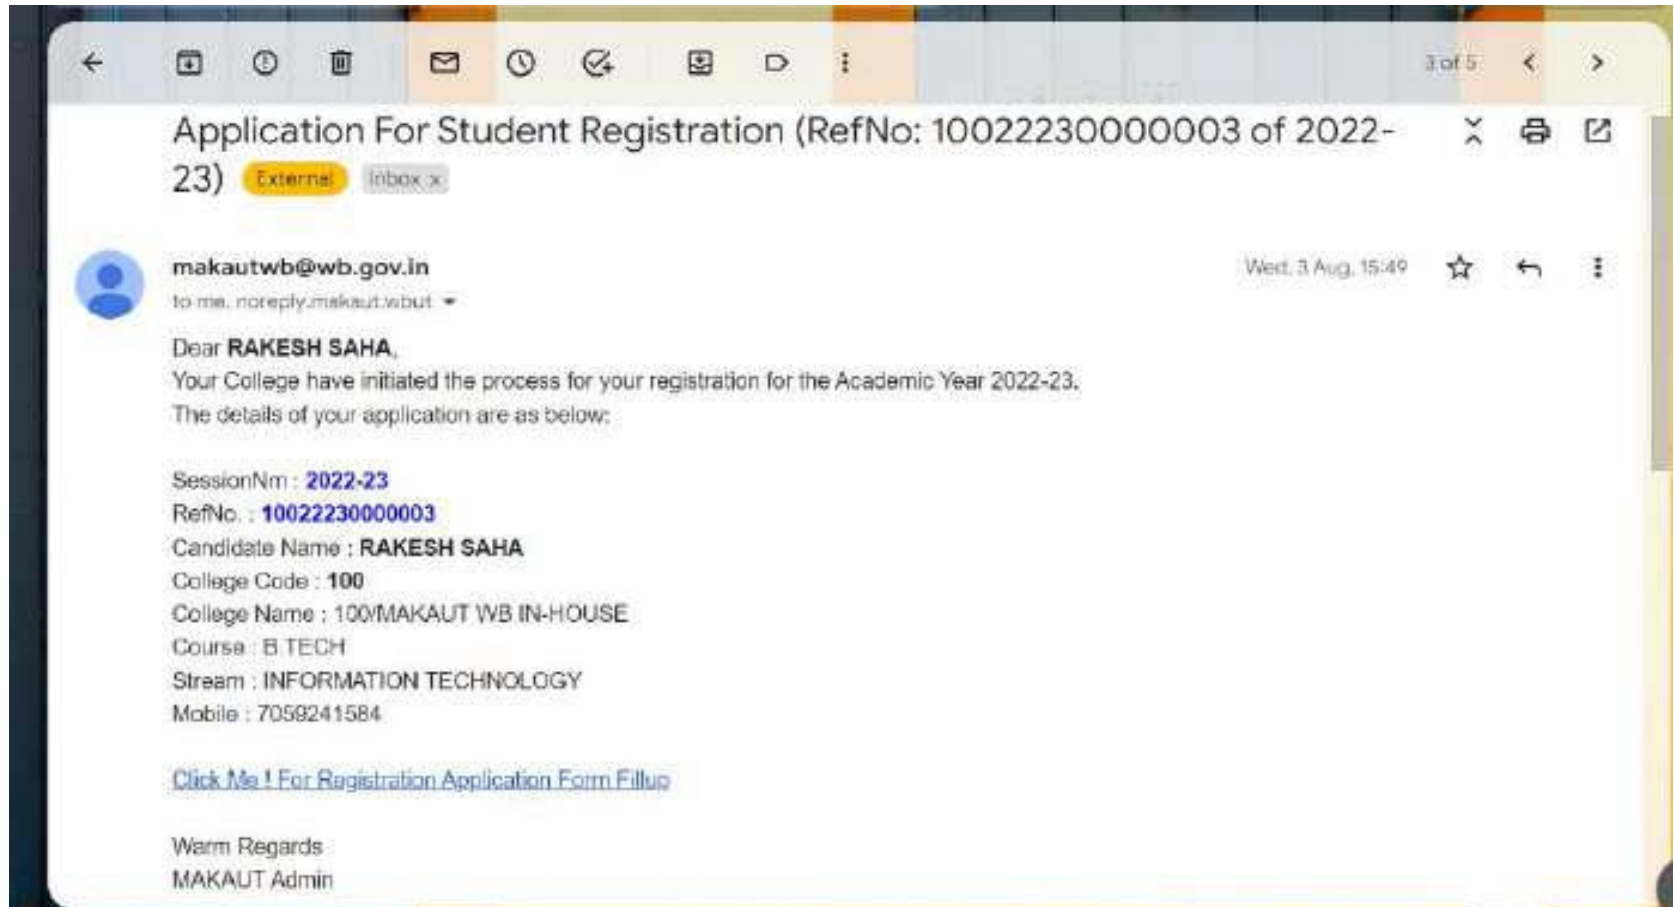 3 of 5
Application For Student Registration (RefNo: 10022230000003 of 2022-
23) External Inbox x
makautwb@wb.gov.in
Wed, 3 Aug, 15:49
to me, noreply.makaut.wbut
Dear RAKESH SAHA,
Your College have initiated the process for your registration for the Academic Year 2022-23.
The details of your application are as below:
SessionNm : 2022-23
RefNo. : 10022230000003
Candidate Name : RAKESH SAHA
College Code : 100
College Name : 100/MAKAUT WB IN-HOUSE
Course : B.TECH
Stream : INFORMATION TECHNOLOGY
Mobile : 7059241584
Click Me ! For Registration Application Form Fillup
Warm Regards
MAKAUT Admin